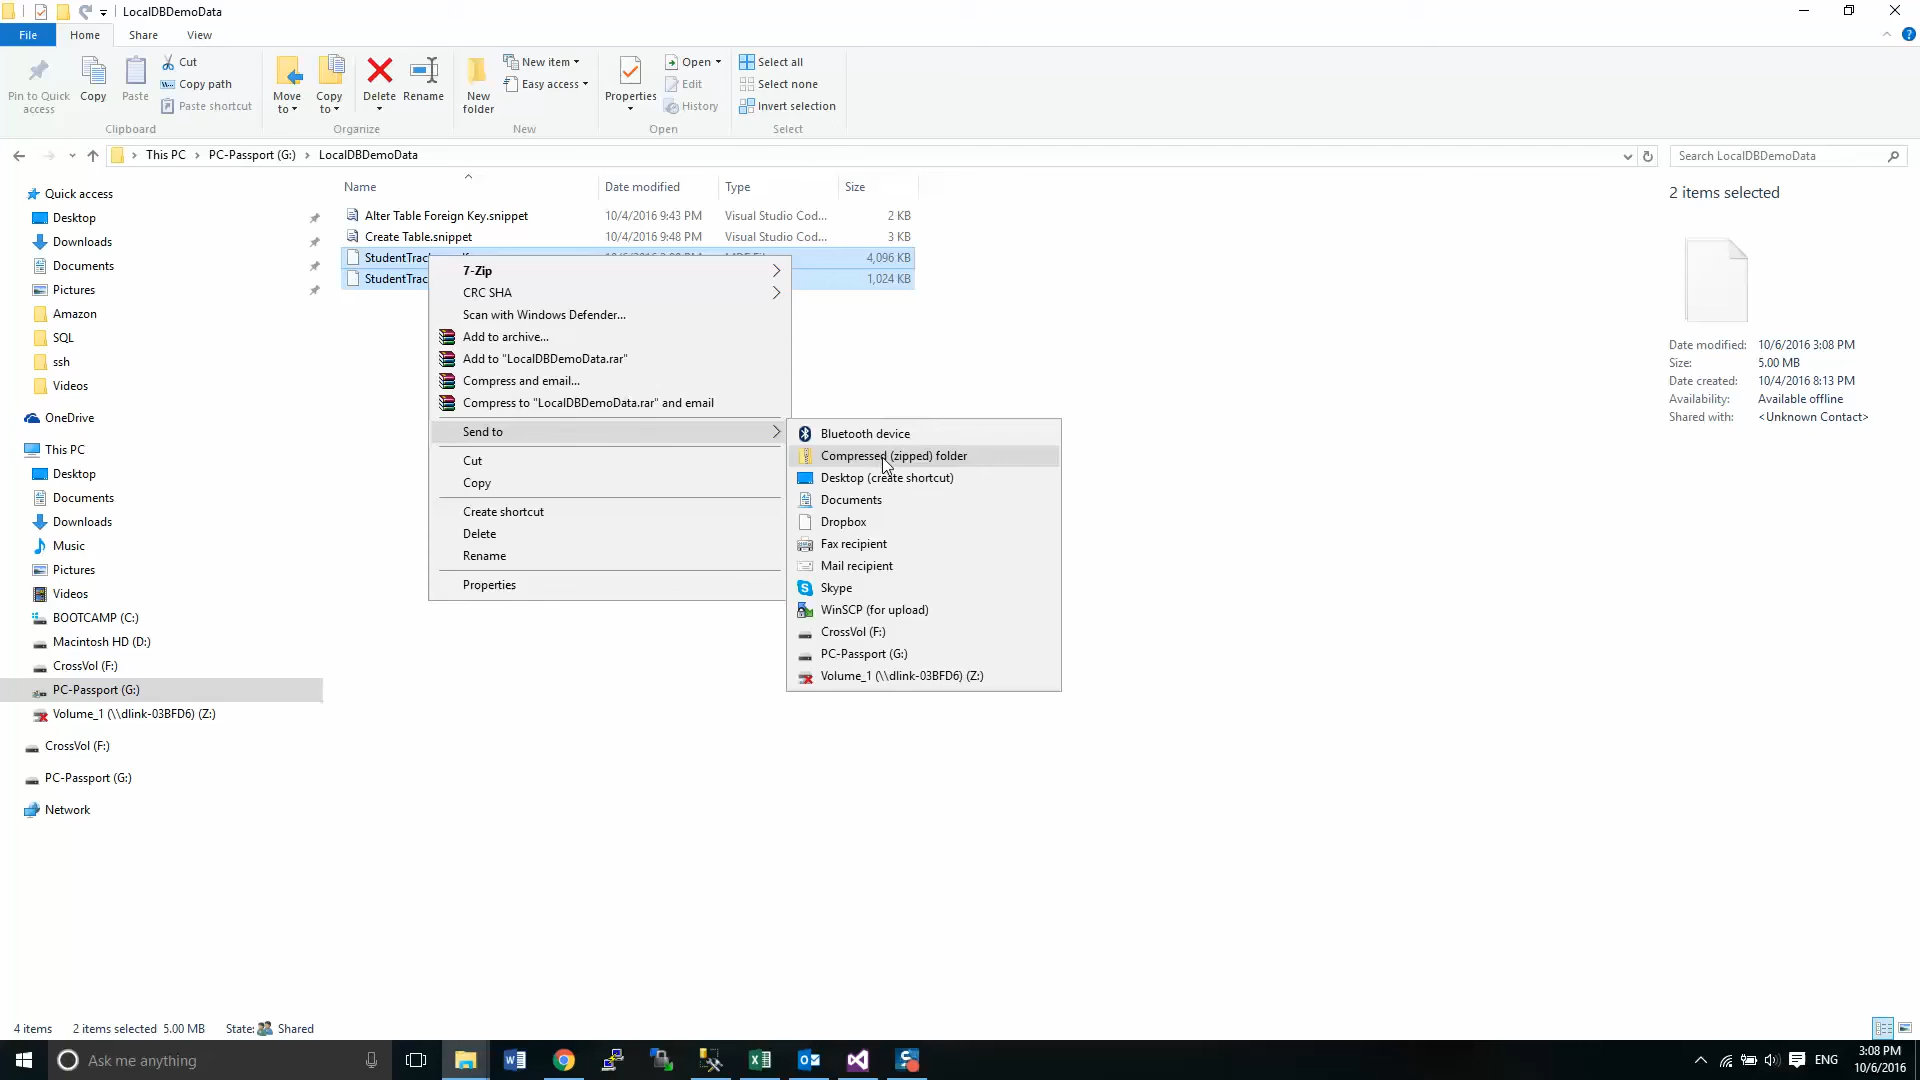 LocalDBDemoData
File Home Share View
Pin to Quick access
Copy
Paste
Cut
Copy path
Paste shortcut
Clipboard
Move to
Copy to
Delete
Rename
Organize
New folder
New item
Easy access
New
Properties
Open
Edit
History
Open
Select all
Select none
Invert selection
Select
This PC > PC-Passport (G:) > LocalDBDemoData
Search LocalDBDemoData
Quick access
Desktop
Downloads
Documents
Pictures
Amazon
SQL
ssh
Videos
OneDrive
This PC
Desktop
Documents
Downloads
Music
Pictures
Videos
BOOTCAMP (C:)
Macintosh HD (D:)
CrossVol (F:)
PC-Passport (G:)
Volume_1 (\\dlink-03BFD6) (Z:)
CrossVol (F:)
PC-Passport (G:)
Network
Name Date modified Type Size
Alter Table Foreign Key.snippet 10/4/2016 9:43 PM Visual Studio Cod... 2 KB
Create Table.snippet 10/4/2016 9:48 PM Visual Studio Cod... 3 KB
StudentTrac 4,096 KB
StudentTrac 1,024 KB
7-Zip
CRC SHA
Scan with Windows Defender...
Add to archive...
Add to "LocalDBDemoData.rar"
Compress and email...
Compress to "LocalDBDemoData.rar" and email
Send to
Cut
Copy
Create shortcut
Delete
Rename
Properties
Bluetooth device
Compressed (zipped) folder
Desktop (create shortcut)
Documents
Dropbox
Fax recipient
Mail recipient
Skype
WinSCP (for upload)
CrossVol (F:)
PC-Passport (G:)
Volume_1 (\\dlink-03BFD6) (Z:)
2 items selected
Date modified: 10/6/2016 3:08 PM
Size: 5.00 MB
Date created: 10/4/2016 8:13 PM
Availability: Available offline
Shared with: <Unknown Contact>
4 items 2 items selected 5.00 MB State: Shared
Ask me anything
ENG
3:08 PM
10/6/2016